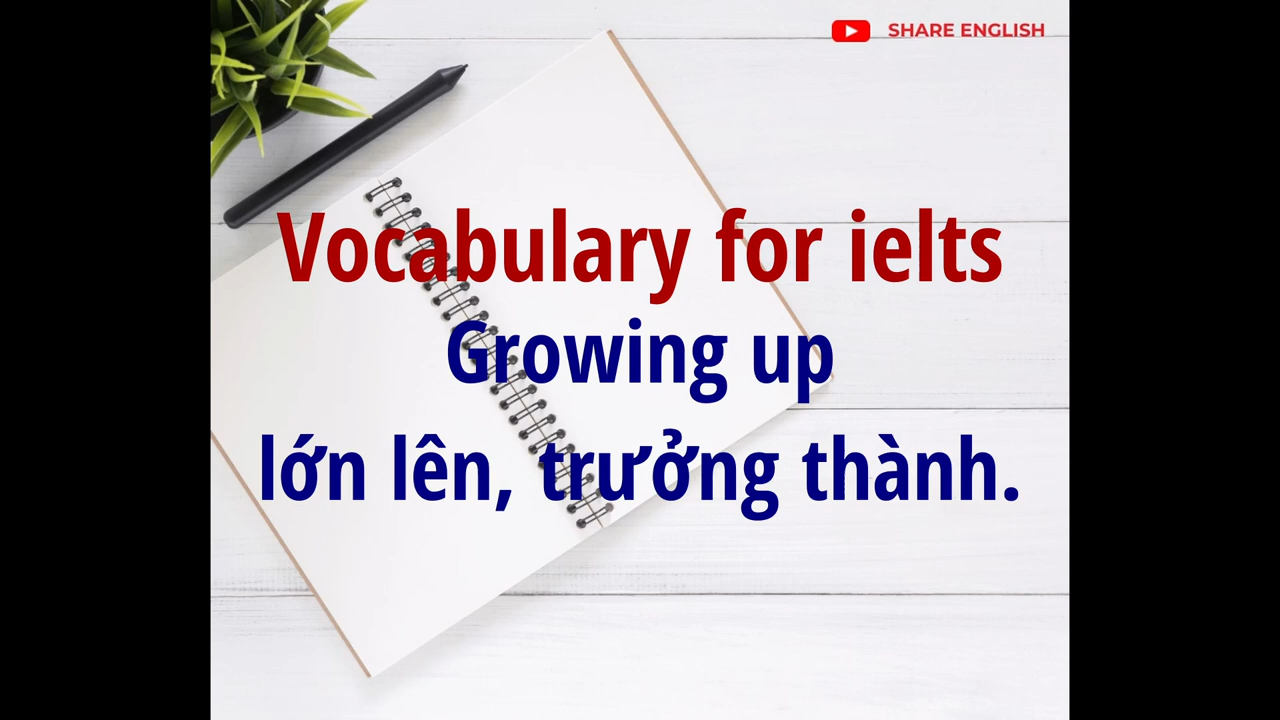 SHARE ENGLISH
Vocabulary for ielts
Growing up
lớn lên, trưởng thành.